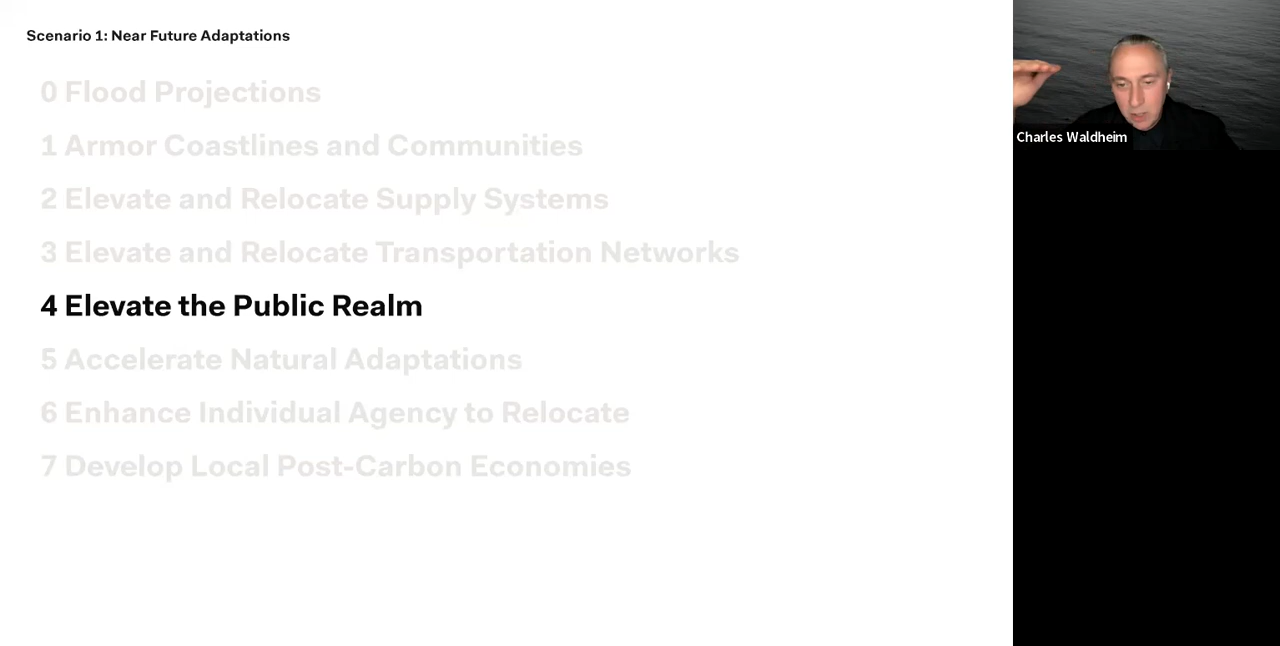 Scenario 1: Near Future Adaptations
0 Flood Projections
1 Armor Coastlines and Communities
2 Elevate and Relocate Supply Systems
3 Elevate and Relocate Transportation Networks
4 Elevate the Public Realm
5 Accelerate Natural Adaptations
6 Enhance Individual Agency to Relocate
7 Develop Local Post-Carbon Economies
Charles Waldheim